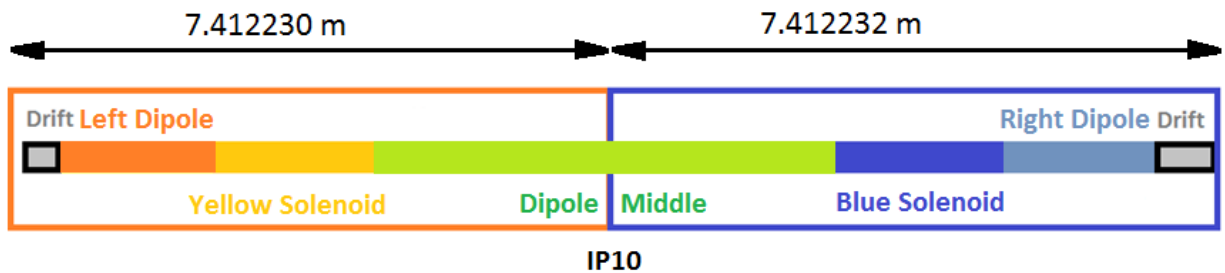 7.412230 m 7.412232 m
Drift Left Dipole Right Dipole Drift
Yellow Solenoid Dipole Middle Blue Solenoid
IP10